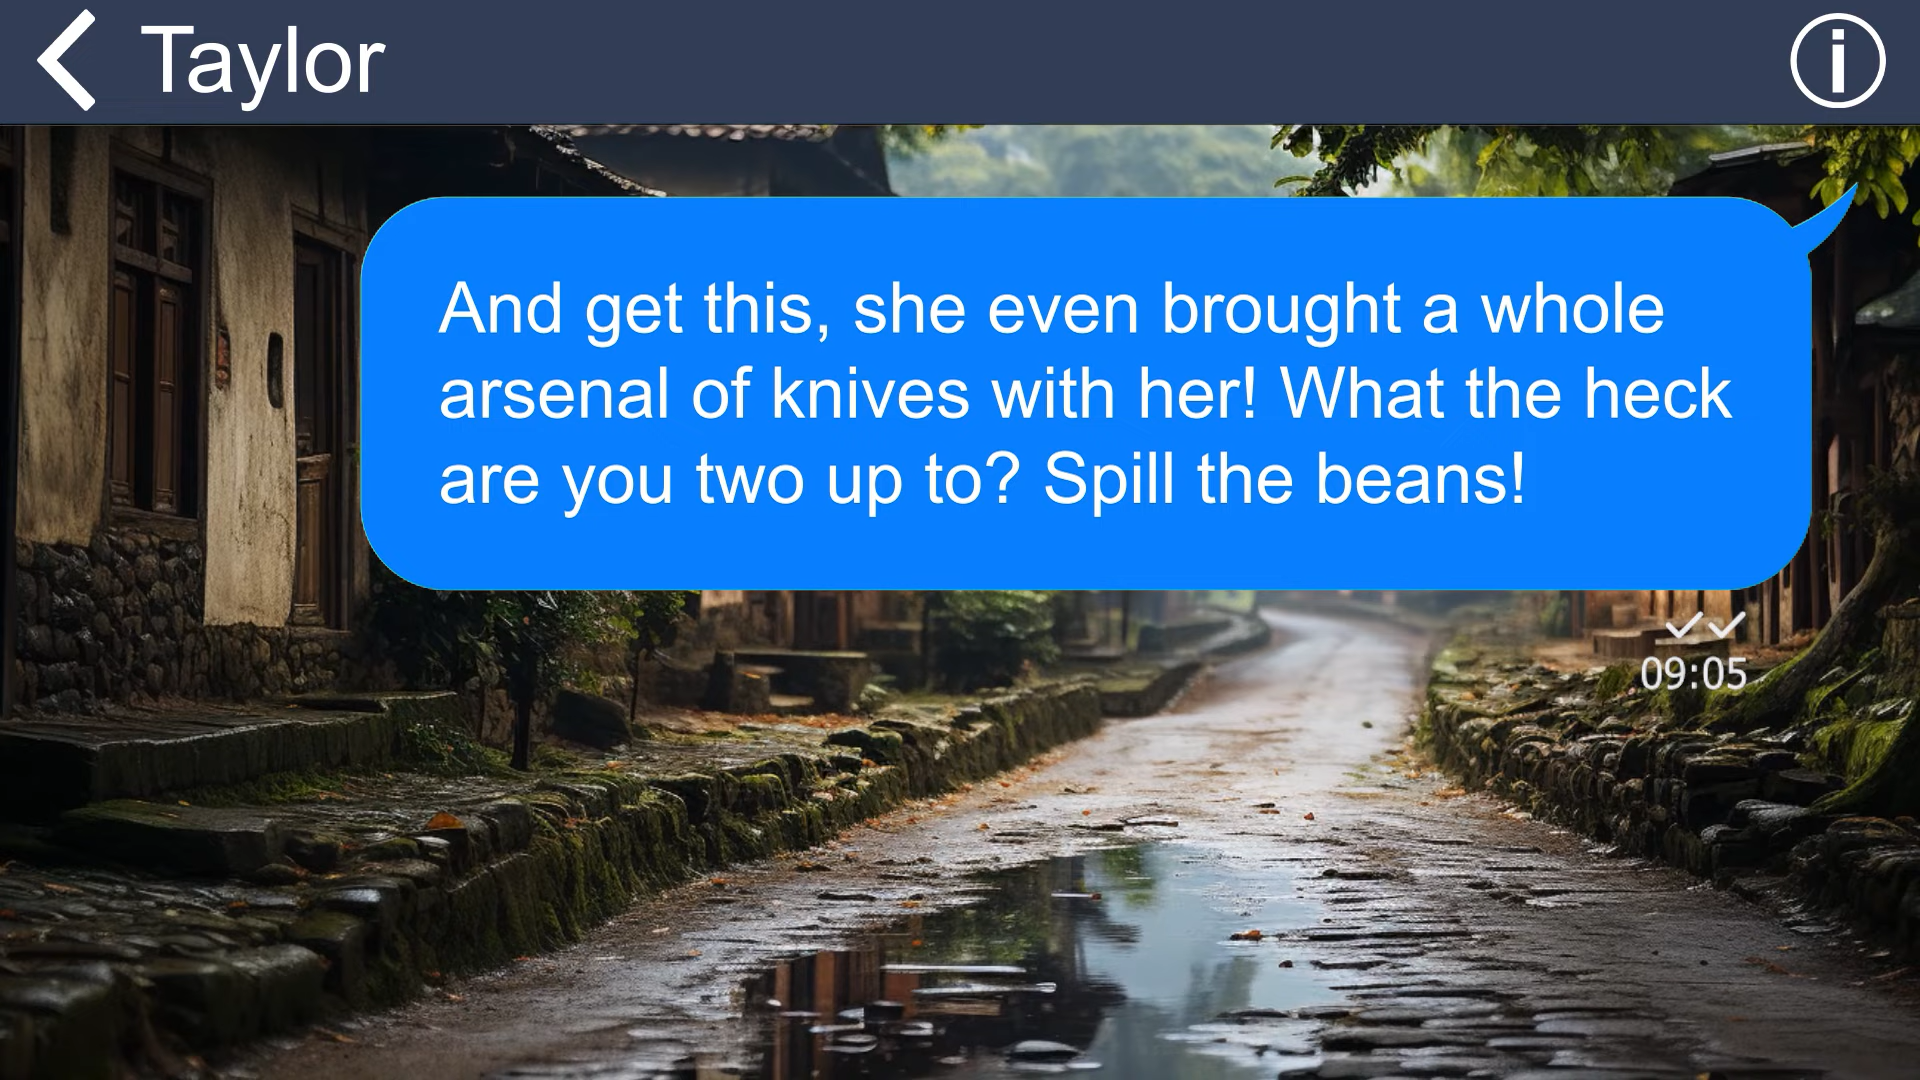 Taylor
And get this, she even brought a whole
arsenal of knives with her! What the heck
are you two up to? Spill the beans!
09:05